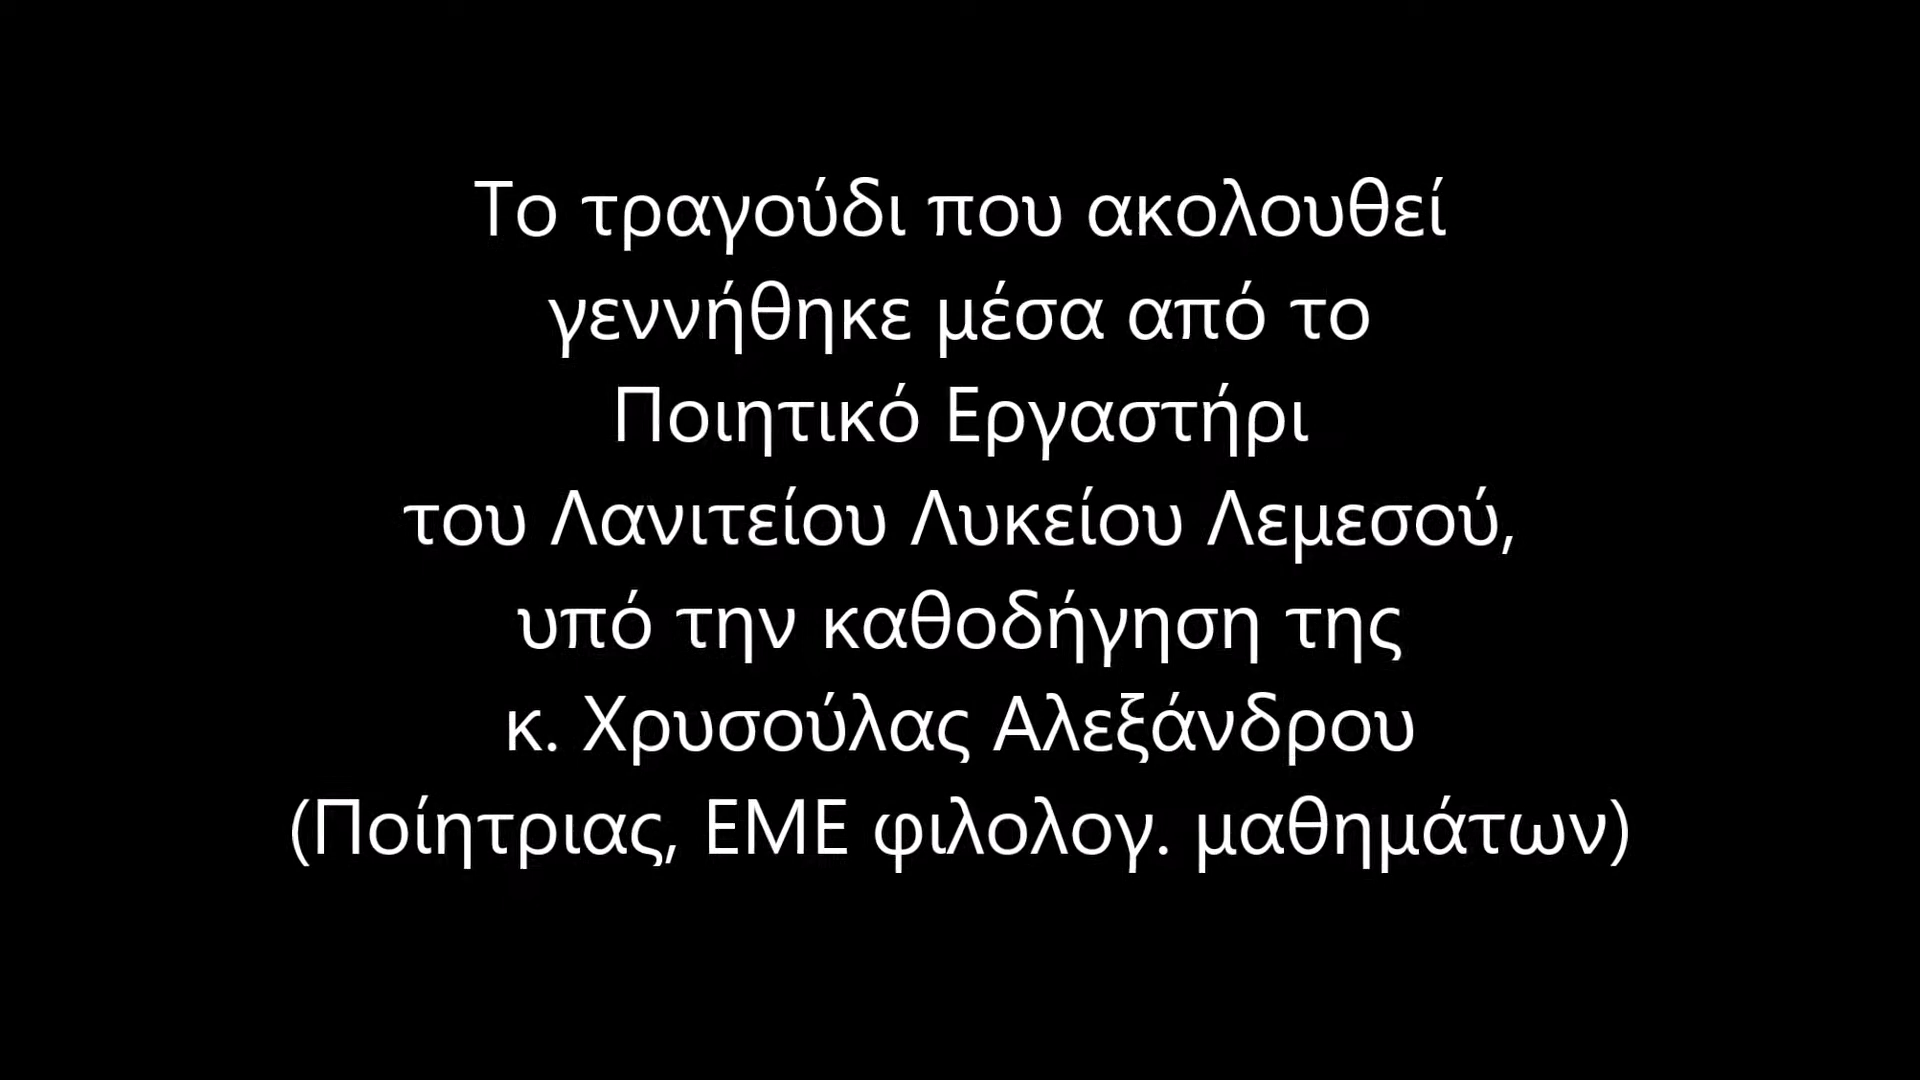 Το τραγούδι που ακολουθεί
γεννήθηκε μέσα από το
Ποιητικό Εργαστήρι
του Λανιτείου Λυκείου Λεμεσού,
υπό την καθοδήγηση της
κ. Χρυσούλας Αλεξάνδρου
(Ποίητριας, ΕΜΕ φιλολογ. μαθημάτων)